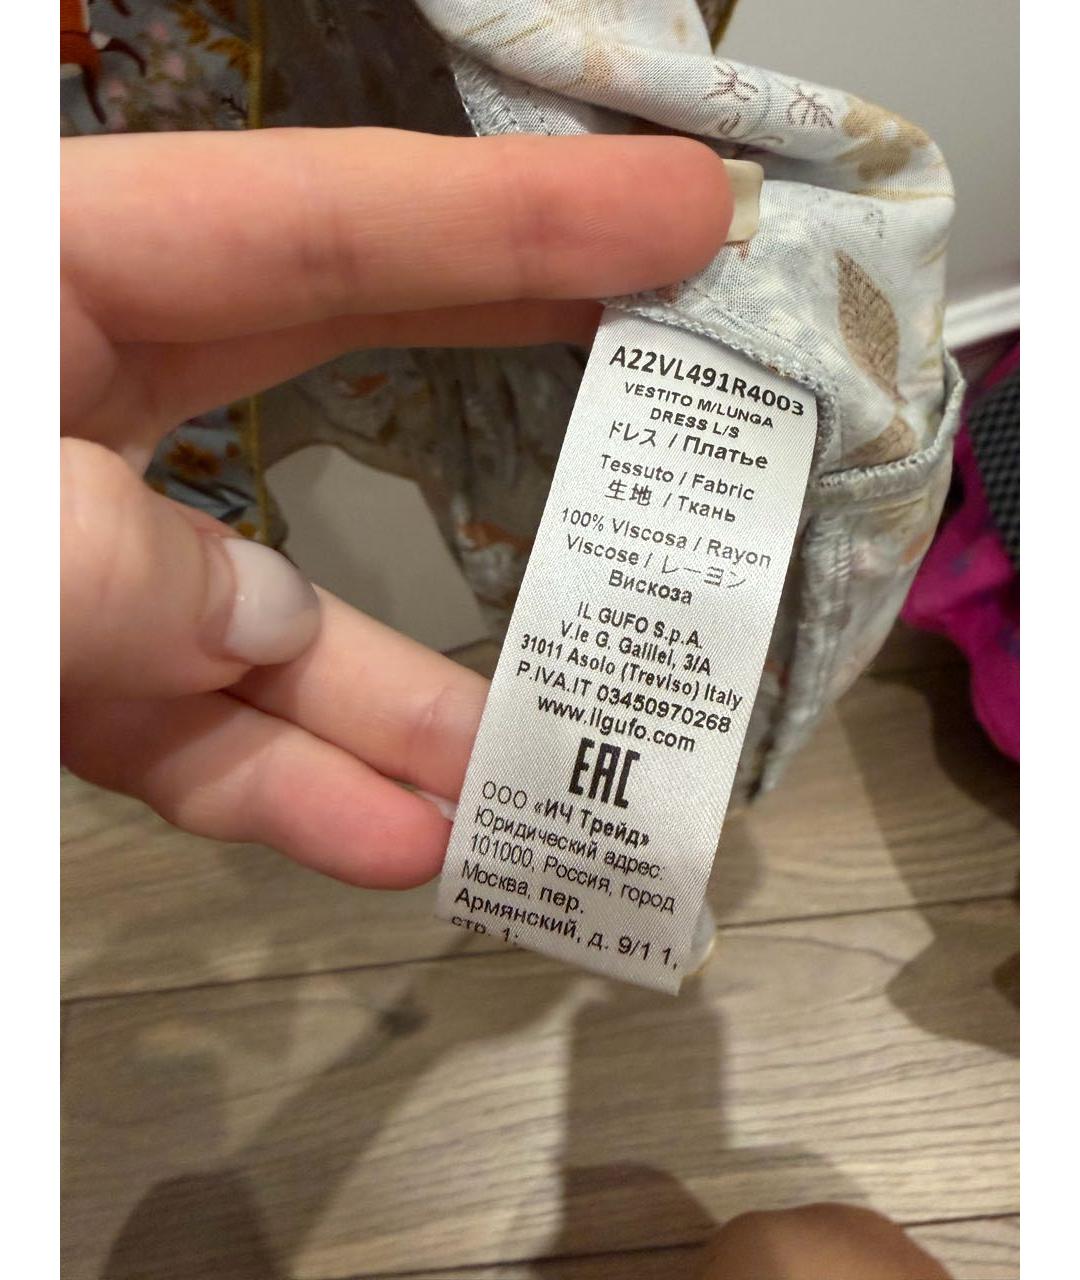 A22VL491R4003
VESTITO M/LUNGA
DRESS L/S
ドレス / Платье
Tessuto / Fabric
生地 / Ткань
100% Viscosa / Rayon
Viscose / レーヨン
Вискоза
IL GUFO S.p.A.
V.le G. Galilei, 3/A
31011 Asolo (Treviso) Italy
P.IVA.IT 03450970268
www.ilgufo.com
EAC
ООО «ИЧ Трейд»
Юридический адрес:
101000, Россия, город
Москва, пер.
Армянский, д. 9/1 1,
стр. 1;